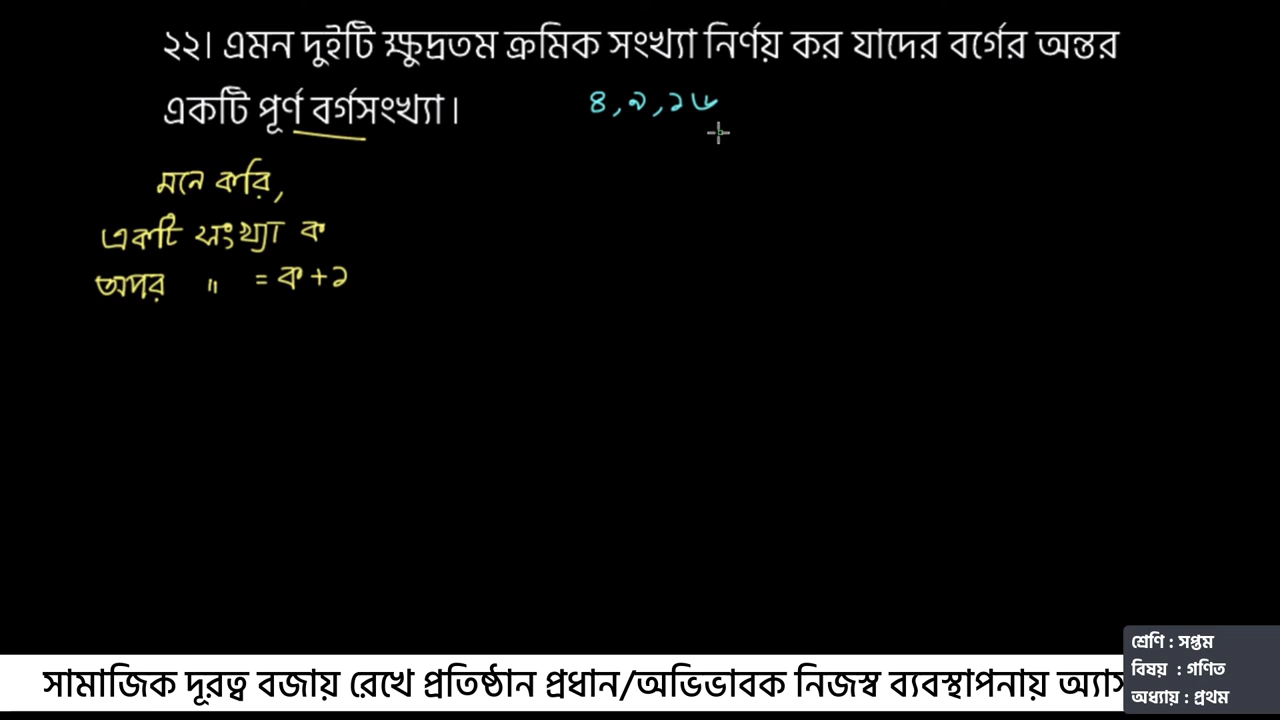 ২২। এমন দুইটি ক্ষুদ্রতম ক্রমিক সংখ্যা নির্ণয় কর যাদের বর্গের অন্তর
একটি পূর্ণ বর্গসংখ্যা।
৪, ৯, ১৬
মনে করি,
একটি সংখ্যা ক
অপর " = ক + ১
শ্রেণি : সপ্তম
বিষয় : গণিত
অধ্যায় : প্রথম
সামাজিক দূরত্ব বজায় রেখে প্রতিষ্ঠান প্রধান/অভিভাবক নিজস্ব ব্যবস্থাপনায়